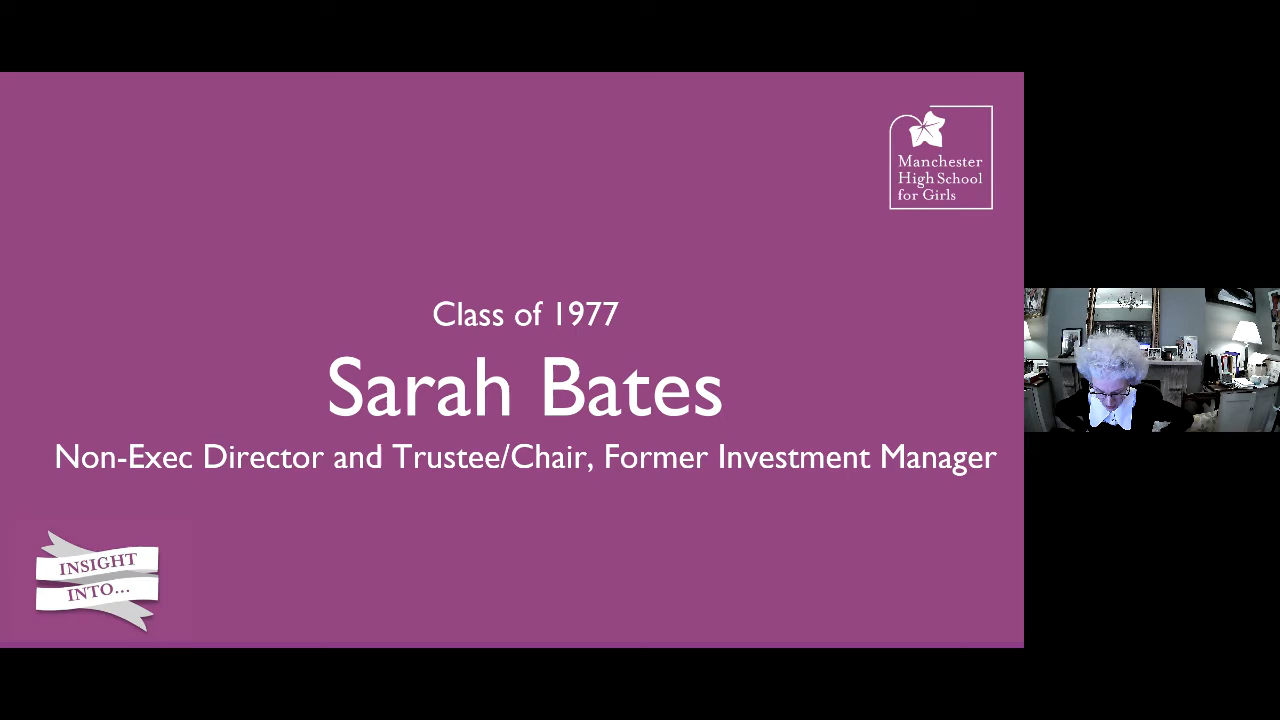 Manchester
High School
for Girls
Class of 1977
Sarah Bates
Non-Exec Director and Trustee/Chair, Former Investment Manager
INSIGHT
INTO...